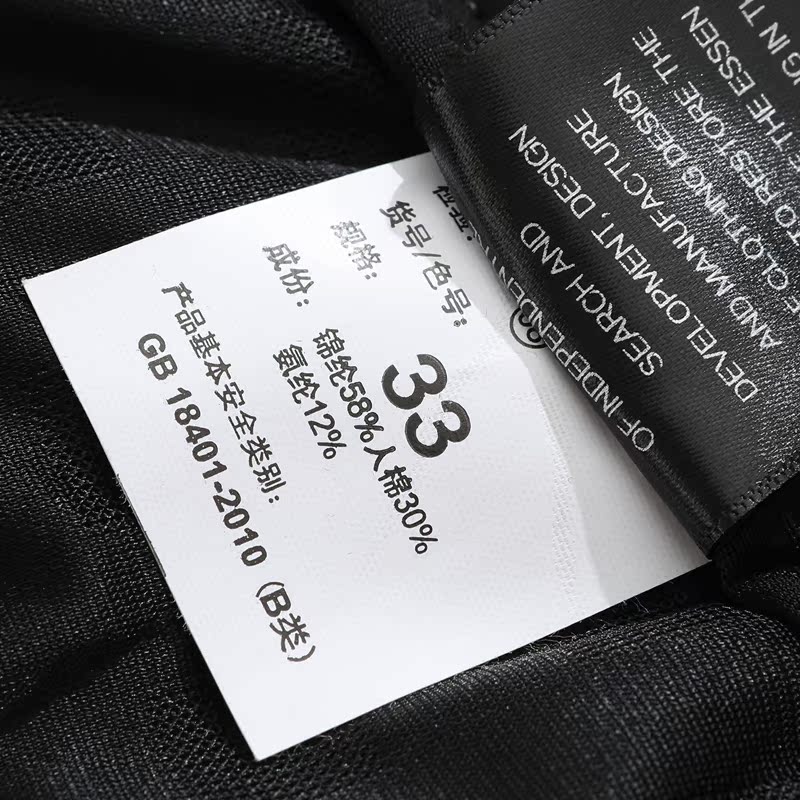 货号/色号:
规格: 33
成份: 锦纶58%人棉30%
氨纶12%
产品基本安全类别:
GB 18401-2010 (B类)
THE ESSEN
TO RESTORE THE
CLOTHING DESIGN
AND MANUFACTURE
DEVELOPMENT, DESIGN
SEARCH AND
OF INDEPENDENT